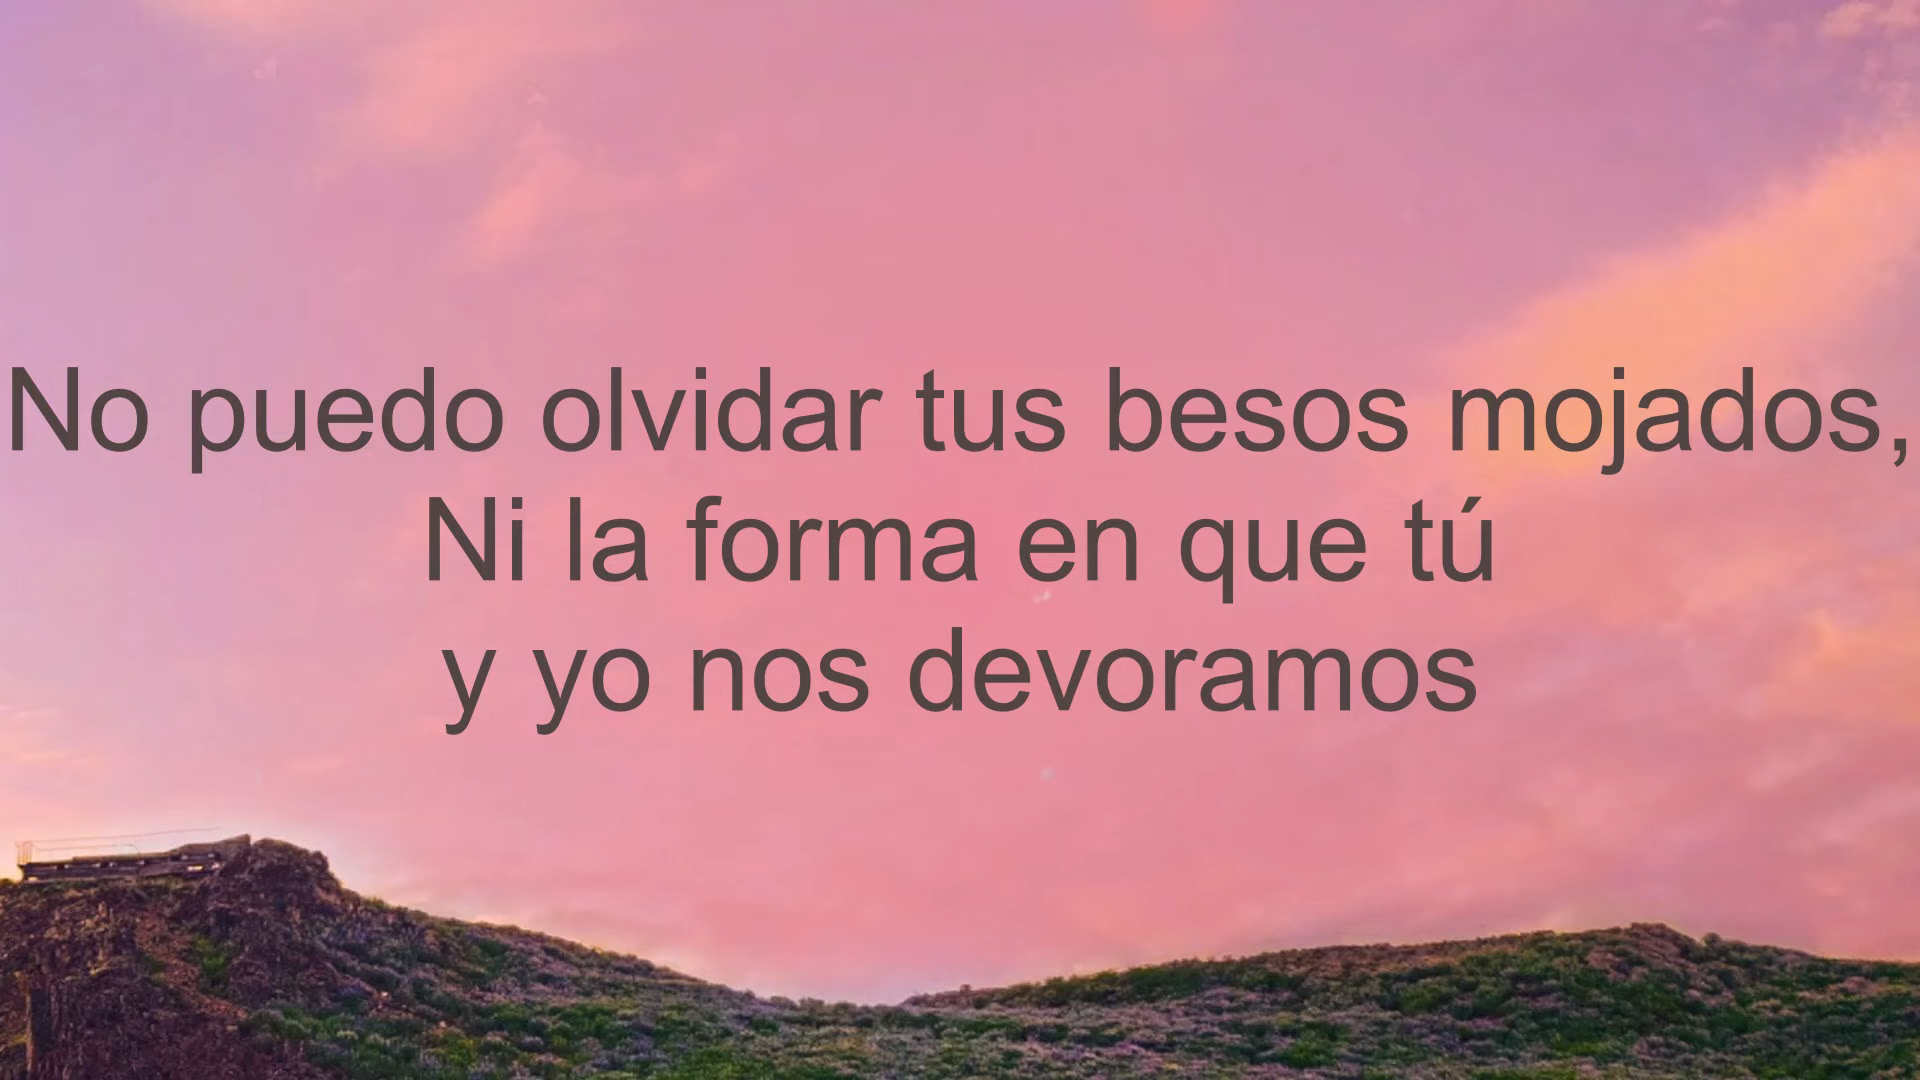 No puedo olvidar tus besos mojados,
Ni la forma en que tú
y yo nos devoramos